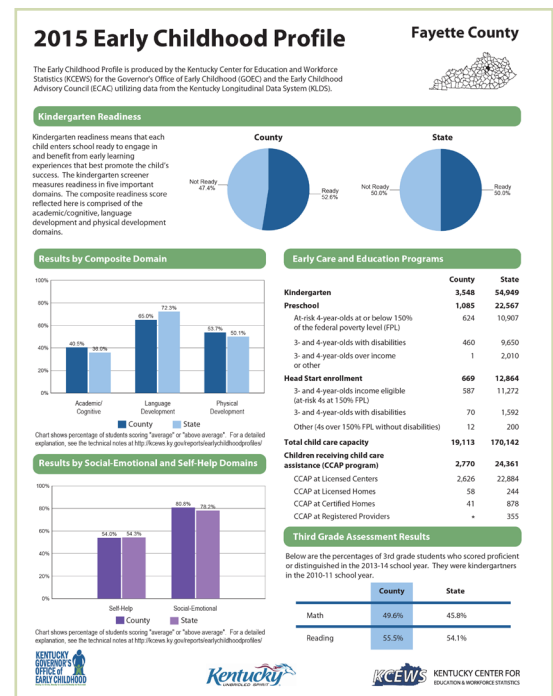 2015 Early Childhood Profile
Fayette County
The Early Childhood Profile is produced by the Kentucky Center for Education and Workforce
Statistics (KCEWS) for the Governor's Office of Early Childhood (GOEC) and the Early Childhood
Advisory Council (ECAC) utilizing data from the Kentucky Longitudinal Data System (KLDS).
Kindergarten Readiness
Kindergarten readiness means that each
child enters school ready to engage in
and benefit from early learning
experiences that best promote the child's
success. The kindergarten screener
measures readiness in five important
domains. The composite readiness score
reflected here is comprised of the
academic/cognitive, language
development and physical development
domains.
County
Not Ready
47.4%
Ready
52.6%
State
Not Ready
50.0%
Ready
50.0%
Results by Composite Domain
100%
80%
60%
40%
20%
0%
40.5%
36.0%
65.0%
72.3%
53.7%
50.1%
Academic/
Cognitive
Language
Development
Physical
Development
County
State
Chart shows percentage of students scoring "average" or "above average". For a detailed
explanation, see the technical notes at http://kcews.ky.gov/reports/earlychildhoodprofiles/
Results by Social-Emotional and Self-Help Domains
100%
80%
60%
40%
20%
0%
54.0%
54.3%
80.8%
78.2%
Self-Help
Social-Emotional
County
State
Chart shows percentage of students scoring "average" or "above average". For a detailed
explanation, see the technical notes at http://kcews.ky.gov/reports/earlychildhoodprofiles/
Early Care and Education Programs
County State
Kindergarten 3,548 54,949
Preschool 1,085 22,567
At-risk 4-year-olds at or below 150% 624 10,907
of the federal poverty level (FPL)
3- and 4-year-olds with disabilities 460 9,650
3- and 4-year-olds over income 1 2,010
or other
Head Start enrollment 669 12,864
3- and 4-year-olds income eligible 587 11,272
(at-risk 4s at 150% FPL)
3- and 4-year-olds with disabilities 70 1,592
Other (4s over 150% FPL without disabilities) 12 200
Total child care capacity 19,113 170,142
Children receiving child care
assistance (CCAP program) 2,770 24,361
CCAP at Licensed Centers 2,626 22,884
CCAP at Licensed Homes 58 244
CCAP at Certified Homes 41 878
CCAP at Registered Providers * 355
Third Grade Assessment Results
Below are the percentages of 3rd grade students who scored proficient
or distinguished in the 2013-14 school year. They were kindergartners
in the 2010-11 school year.
County State
Math 49.6% 45.8%
Reading 55.5% 54.1%
KENTUCKY
GOVERNOR'S
OFFICE of
EARLY CHILDHOOD
Kentucky
UNBRIDLED SPIRIT
KCEWS
KENTUCKY CENTER FOR
EDUCATION & WORKFORCE STATISTICS